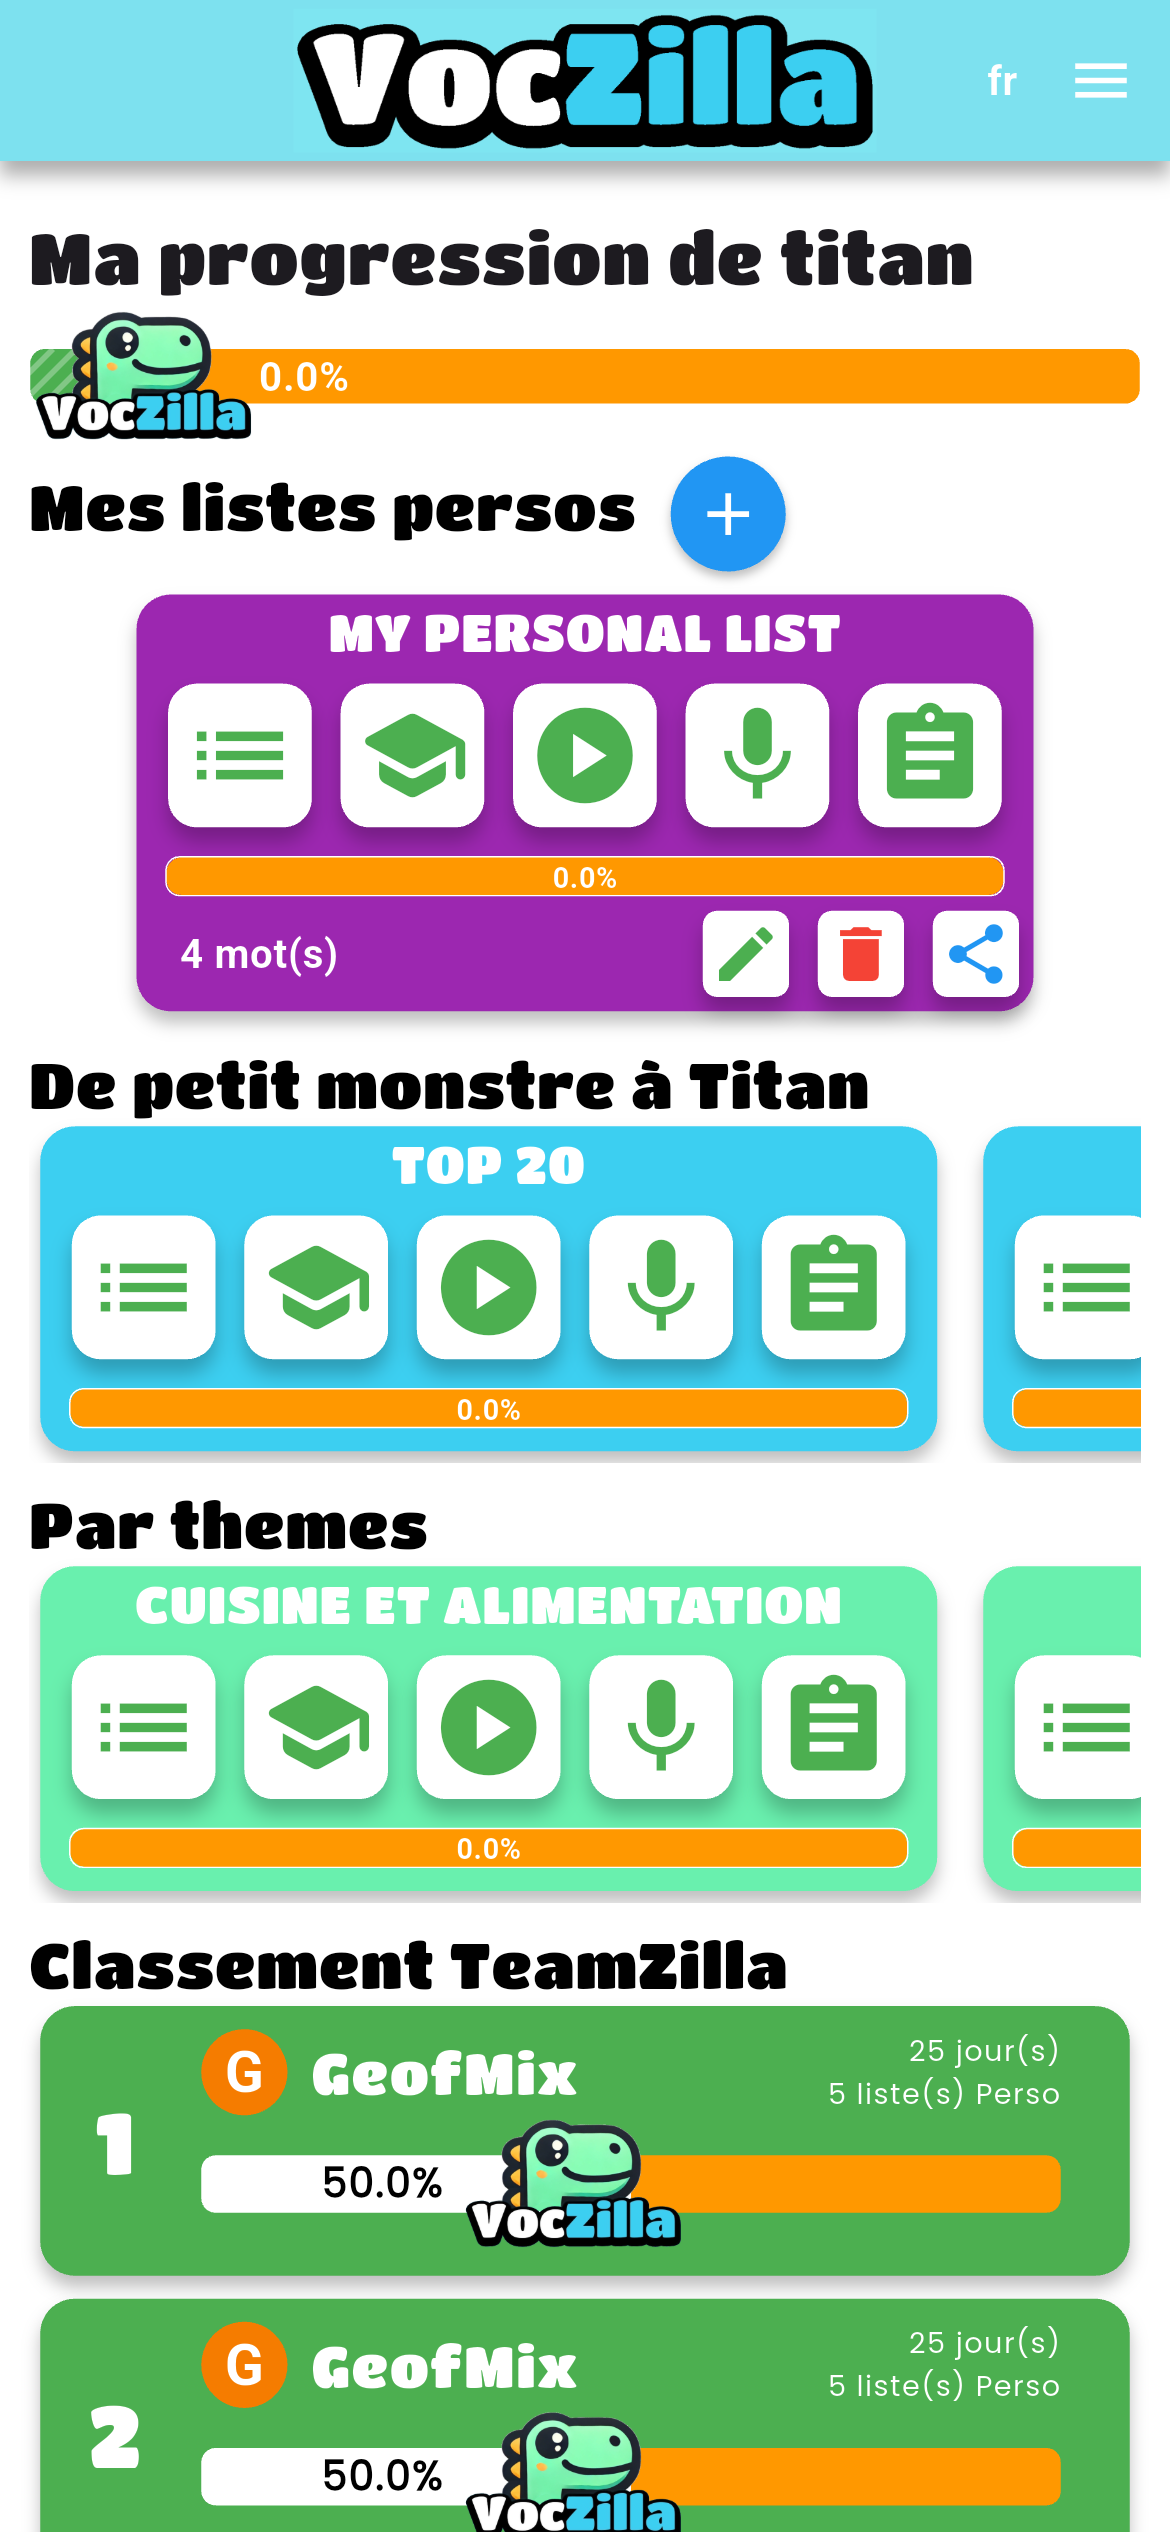 VocZilla
fr
Ma progression de titan
0.0%
VocZilla
Mes listes persos
MY PERSONAL LIST
0.0%
4 mot(s)
De petit monstre à Titan
TOP 20
0.0%
Par themes
CUISINE ET ALIMENTATION
0.0%
Classement TeamZilla
1
G
GeofMix
25 jour(s)
5 liste(s) Perso
50.0%
VocZilla
2
G
GeofMix
25 jour(s)
5 liste(s) Perso
50.0%
VocZilla